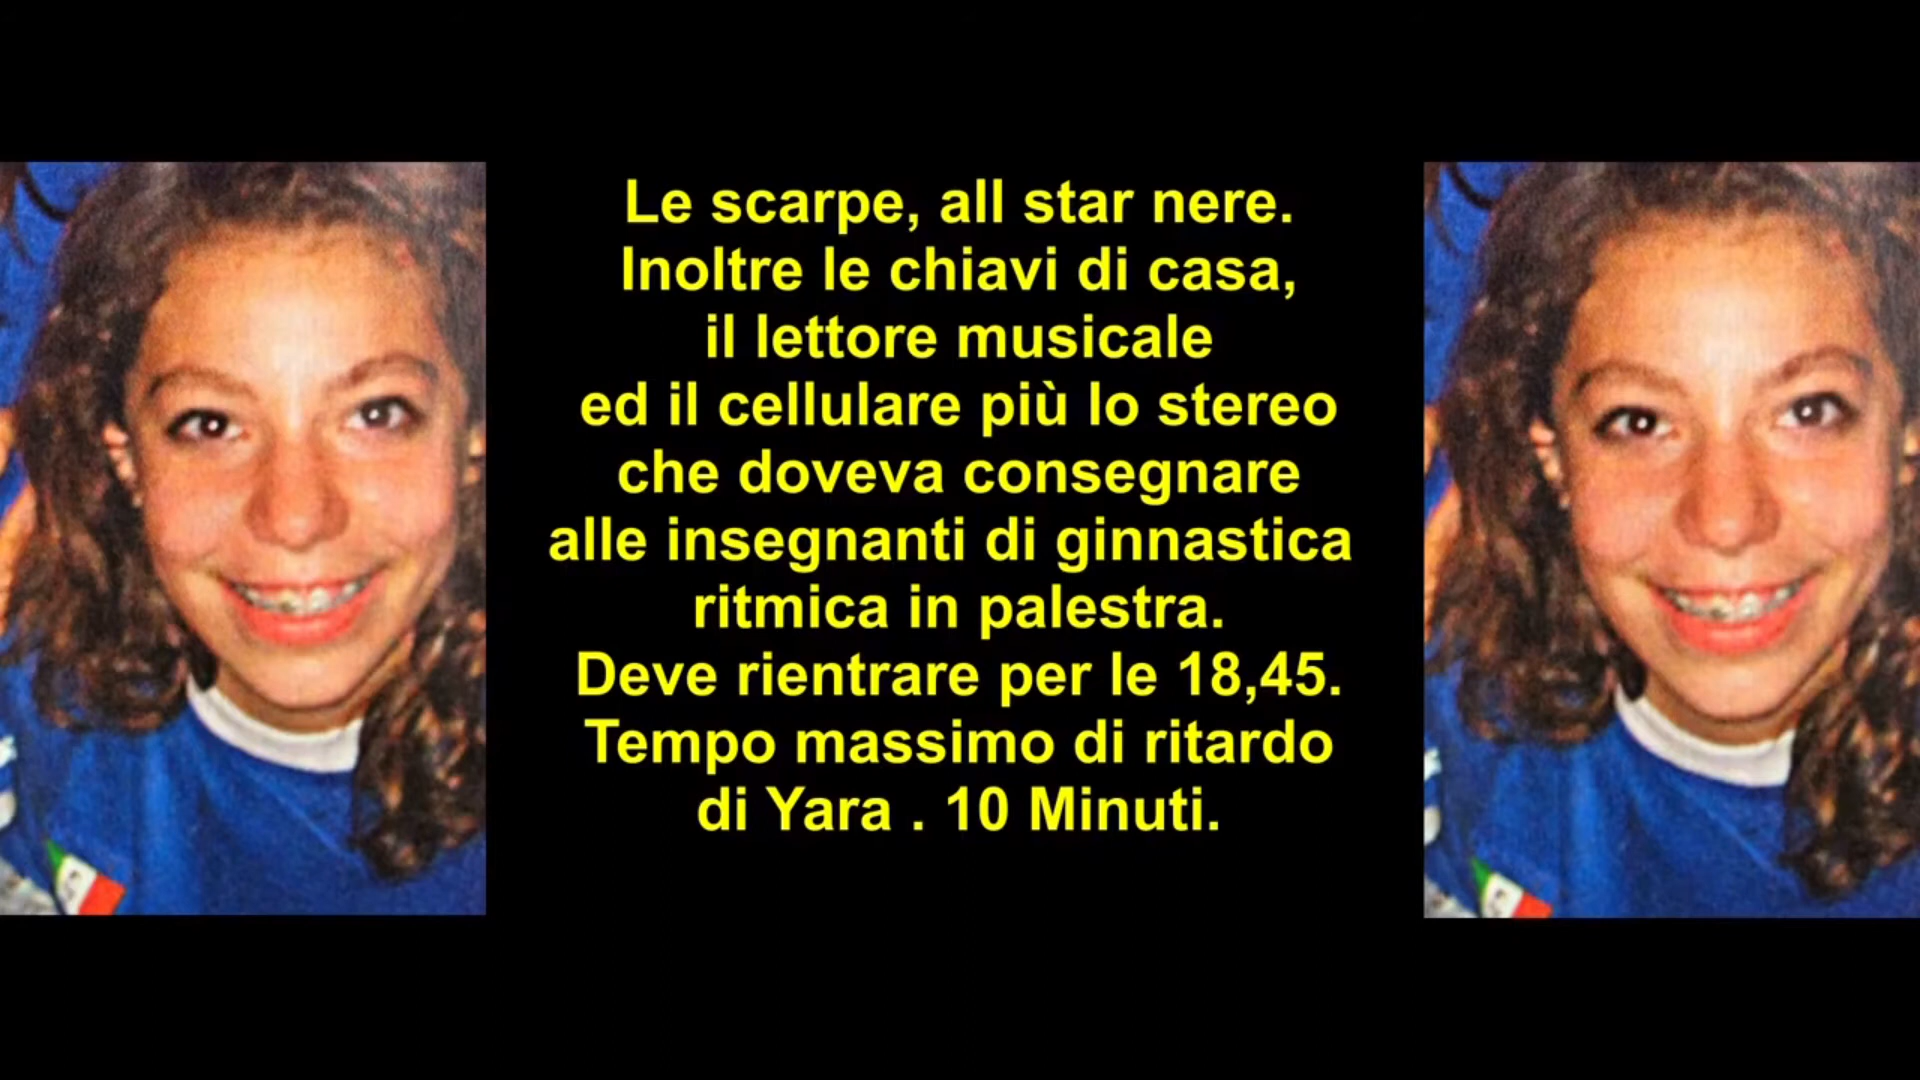 Le scarpe, all star nere.
Inoltre le chiavi di casa,
il lettore musicale
ed il cellulare più lo stereo
che doveva consegnare
alle insegnanti di ginnastica
ritmica in palestra.
Deve rientrare per le 18,45.
Tempo massimo di ritardo
di Yara . 10 Minuti.